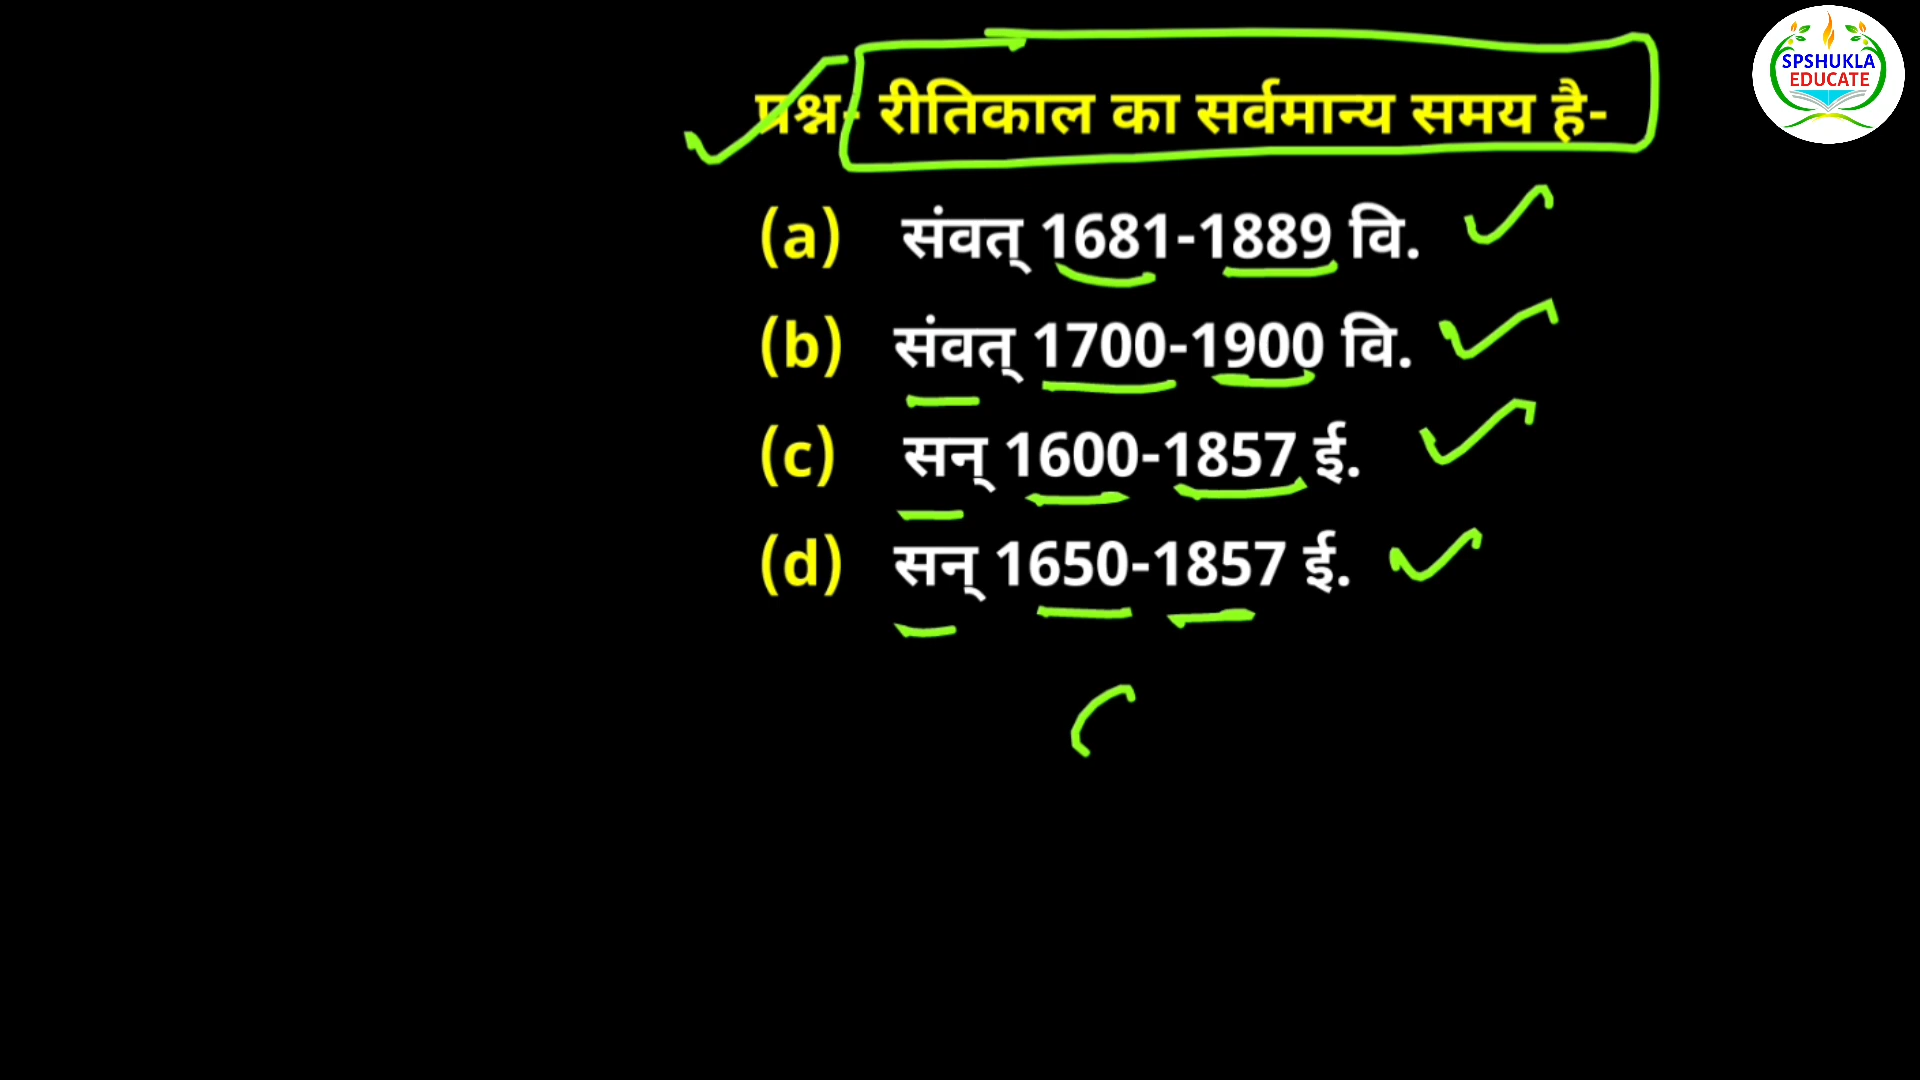 SPSHUKLA
EDUCATE
प्रश्न- रीतिकाल का सर्वमान्य समय है-
(a) संवत् 1681-1889 वि.
(b) संवत् 1700-1900 वि.
(c) सन् 1600-1857 ई.
(d) सन् 1650-1857 ई.